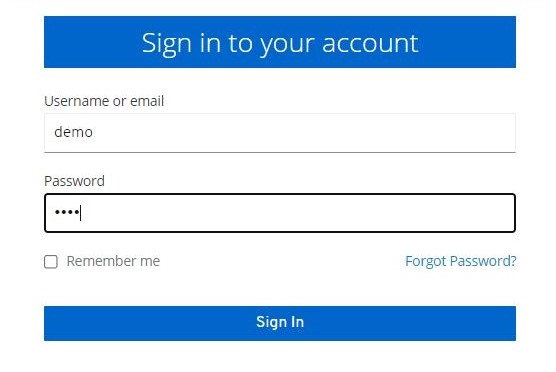 Sign in to your account
Username or email
demo
Password
••••
Remember me Forgot Password?
Sign In